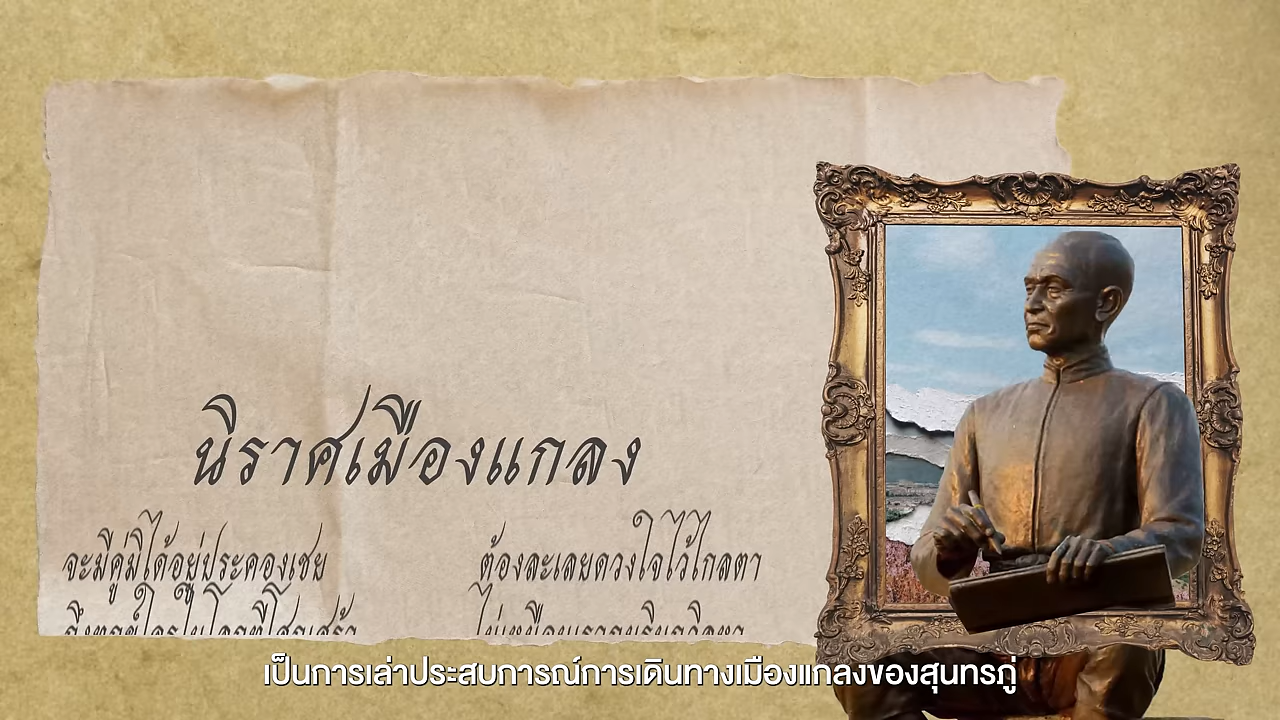 นิราศเมืองแกลง
จะมีคู่มิได้อยู่ประคองเชย ต้องละเลยดวงใจไว้ไกลตา
เป็นการเล่าประสบการณ์การเดินทางเมืองแกลงของสุนทรภู่